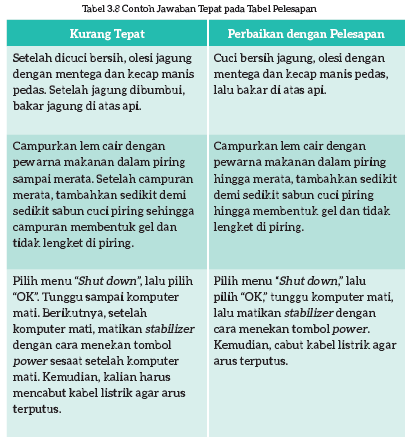 Tabel 3.8 Contoh Jawaban Tepat pada Tabel Pelesapan
Kurang Tepat
Perbaikan dengan Pelesapan
Setelah dicuci bersih, olesi jagung
dengan mentega dan kecap manis
pedas. Setelah jagung dibumbui,
bakar jagung di atas api.
Cuci bersih jagung, olesi dengan
mentega dan kecap manis pedas,
lalu bakar di atas api.
Campurkan lem cair dengan
pewarna makanan dalam piring
sampai merata. Setelah campuran
merata, tambahkan sedikit demi
sedikit sabun cuci piring sehingga
campuran membentuk gel dan
tidak lengket di piring.
Campurkan lem cair dengan
pewarna makanan dalam piring
hingga merata, tambahkan sedikit
demi sedikit sabun cuci piring
hingga membentuk gel dan tidak
lengket di piring.
Pilih menu “Shut down”, lalu pilih
“OK”. Tunggu sampai komputer
mati. Berikutnya, setelah
komputer mati, matikan stabilizer
dengan cara menekan tombol
power sesaat setelah komputer
mati. Kemudian, kalian harus
mencabut kabel listrik agar arus
terputus.
Pilih menu “Shut down,” lalu
pilih “OK,” tunggu komputer mati,
lalu matikan stabilizer dengan
cara menekan tombol power.
Kemudian, cabut kabel listrik agar
arus terputus.